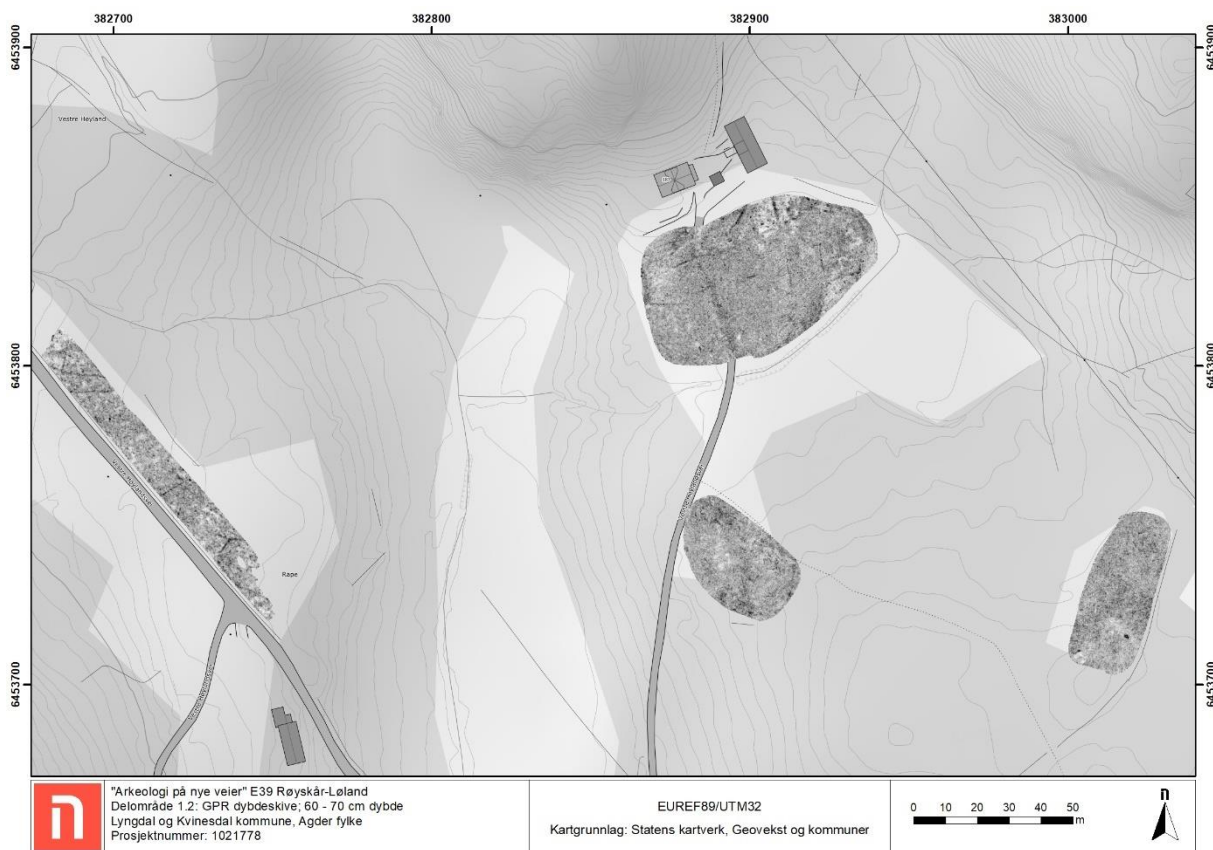 382700
382800
382900
383000
6453900
6453900
Vestre Høyland
6453800
6453800
Rape
6453700
6453700
"Arkeologi på nye veier" E39 Røyskår-Løland
Delområde 1.2: GPR dybdeskive; 60 - 70 cm dybde
Lyngdal og Kvinesdal kommune, Agder fylke
Prosjektnummer: 1021778
EUREF89/UTM32
Kartgrunnlag: Statens kartverk, Geovekst og kommuner
0 10 20 30 40 50
m
n